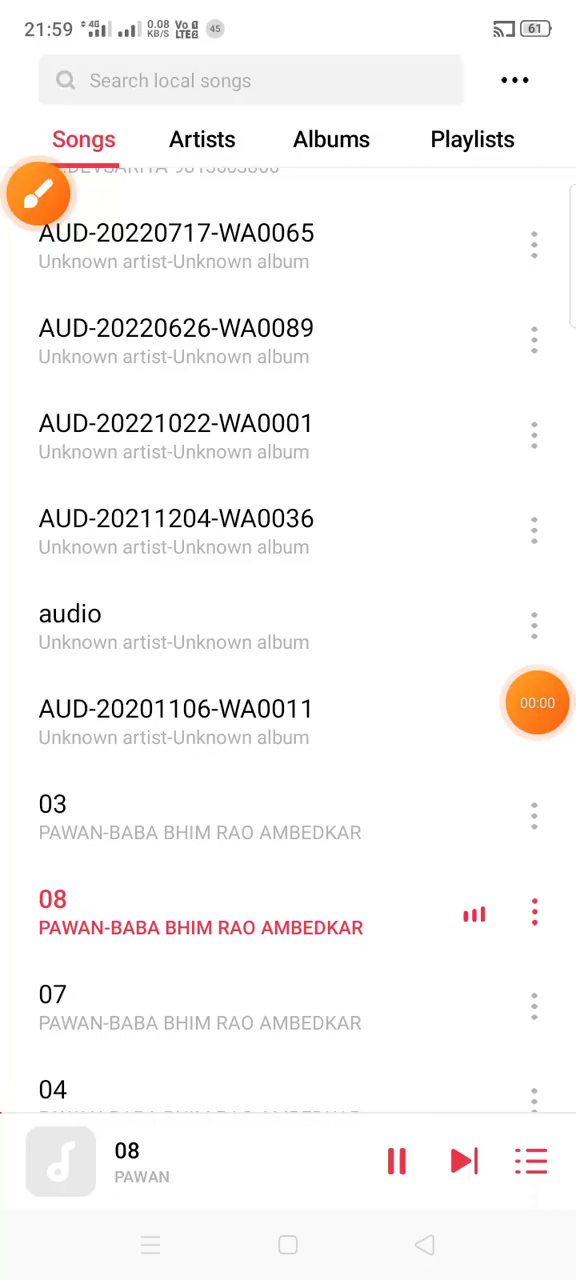 21:59 4G 0.08 KB/S Vo LTE 45 61
Search local songs
Songs Artists Albums Playlists
AUD-20220717-WA0065
Unknown artist-Unknown album
AUD-20220626-WA0089
Unknown artist-Unknown album
AUD-20221022-WA0001
Unknown artist-Unknown album
AUD-20211204-WA0036
Unknown artist-Unknown album
audio
Unknown artist-Unknown album
AUD-20201106-WA0011
Unknown artist-Unknown album
00:00
03
PAWAN-BABA BHIM RAO AMBEDKAR
08
PAWAN-BABA BHIM RAO AMBEDKAR
07
PAWAN-BABA BHIM RAO AMBEDKAR
04
08
PAWAN